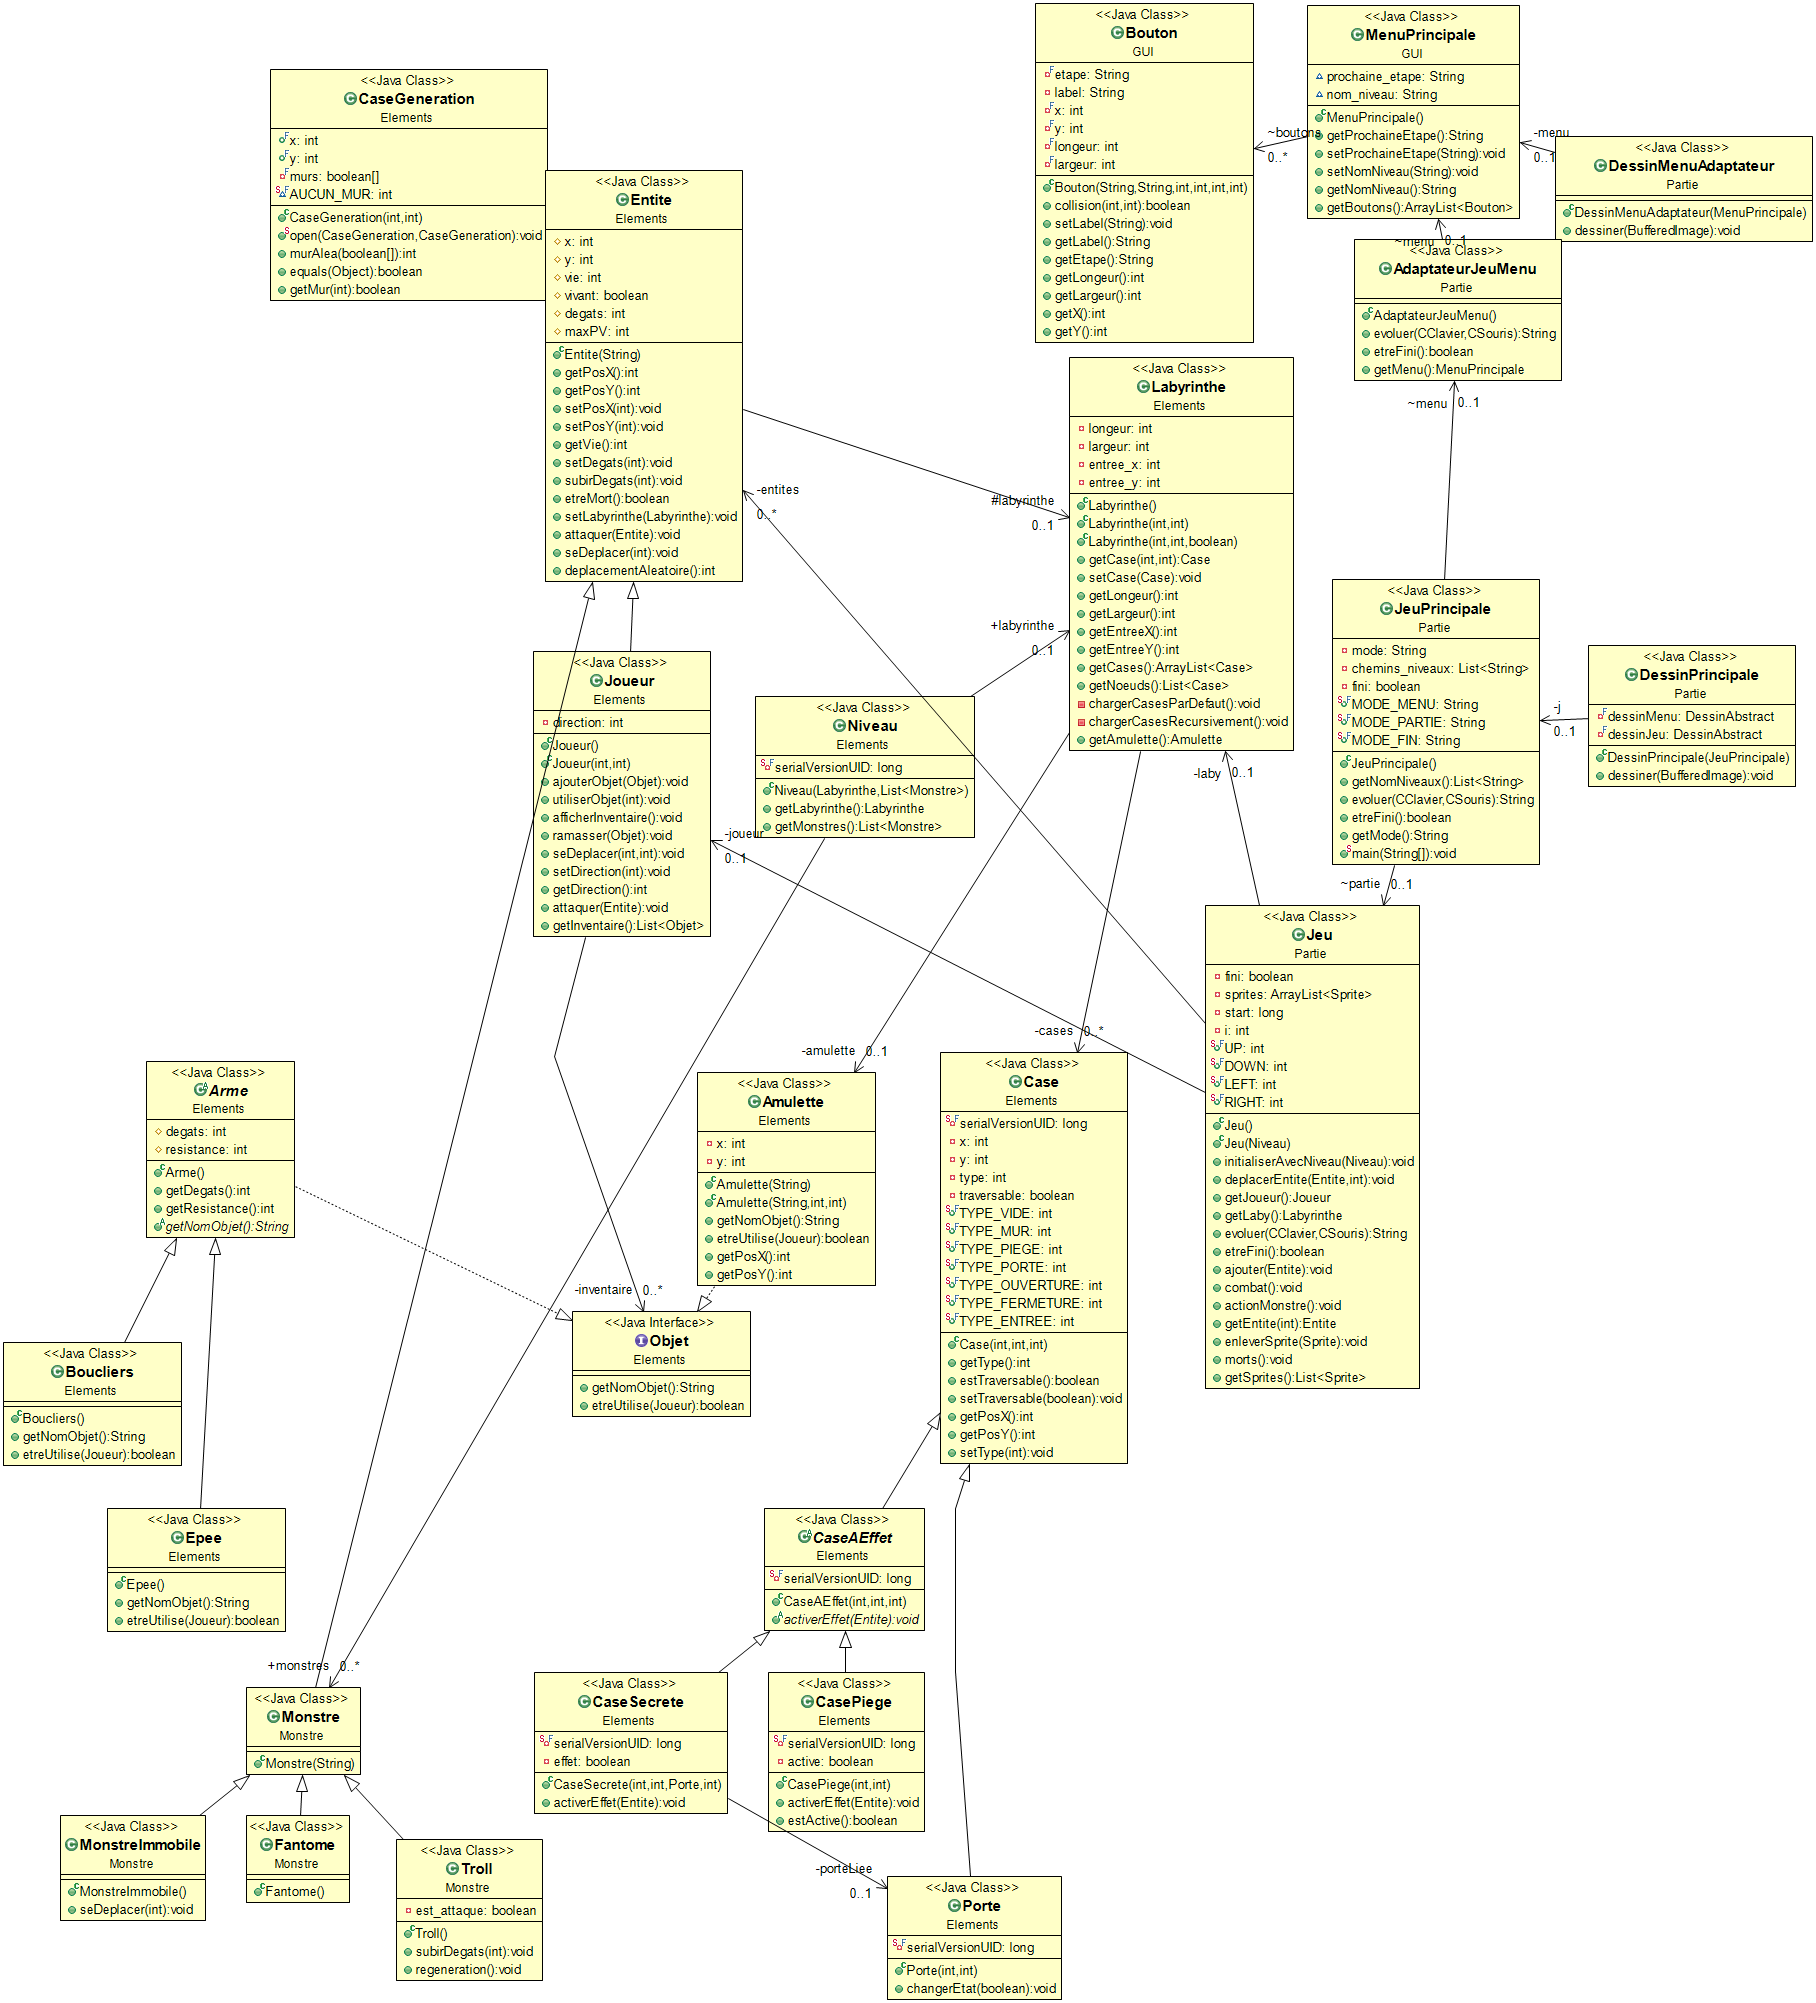 <<Java Class>>
Bouton
GUI
etape: String
label: String
x: int
y: int
longeur: int
largeur: int
Bouton(String,String,int,int,int,int)
collision(int,int):boolean
setLabel(String):void
getLabel():String
getEtape():String
getLongeur():int
getLargeur():int
getX():int
getY():int
<<Java Class>>
MenuPrincipale
GUI
prochaine_etape: String
nom_niveau: String
MenuPrincipale()
getProchaineEtape():String
setProchaineEtape(String):void
setNomNiveau(String):void
getNomNiveau():String
getBoutons():ArrayList<Bouton>
~boutons
0..*
-menu
0..1
<<Java Class>>
DessinMenuAdaptateur
Partie
DessinMenuAdaptateur(MenuPrincipale)
dessiner(BufferedImage):void
~menu 0..1
<<Java Class>>
AdaptateurJeuMenu
Partie
AdaptateurJeuMenu()
evoluer(CClavier,CSouris):String
etreFini():boolean
getMenu():MenuPrincipale
~menu 0..1
<<Java Class>>
CaseGeneration
Elements
x: int
y: int
murs: boolean[]
AUCUN_MUR: int
CaseGeneration(int,int)
open(CaseGeneration,CaseGeneration):void
murAlea(boolean[]):int
equals(Object):boolean
getMur(int):boolean
<<Java Class>>
Entite
Elements
x: int
y: int
vie: int
vivant: boolean
degats: int
maxPV: int
Entite(String)
getPosX():int
getPosY():int
setPosX(int):void
setPosY(int):void
getVie():int
setDegats(int):void
subirDegats(int):void
etreMort():boolean
setLabyrinthe(Labyrinthe):void
attaquer(Entite):void
seDeplacer(int):void
deplacementAleatoire():int
-entites
0..*
#labyrinthe
0..1
<<Java Class>>
Labyrinthe
Elements
longeur: int
largeur: int
entree_x: int
entree_y: int
Labyrinthe()
Labyrinthe(int,int)
Labyrinthe(int,int,boolean)
getCase(int,int):Case
setCase(Case):void
getLongeur():int
getLargeur():int
getEntreeX():int
getEntreeY():int
getCases():ArrayList<Case>
getNoeuds():List<Case>
chargerCasesParDefaut():void
chargerCasesRecursivement():void
getAmulette():Amulette
+labyrinthe
0..1
-laby 0..1
<<Java Class>>
JeuPrincipale
Partie
mode: String
chemins_niveaux: List<String>
fini: boolean
MODE_MENU: String
MODE_PARTIE: String
MODE_FIN: String
JeuPrincipale()
getNomNiveaux():List<String>
evoluer(CClavier,CSouris):String
etreFini():boolean
getMode():String
main(String[]):void
-j
0..1
<<Java Class>>
DessinPrincipale
Partie
dessinMenu: DessinAbstract
dessinJeu: DessinAbstract
DessinPrincipale(JeuPrincipale)
dessiner(BufferedImage):void
~partie 0..1
<<Java Class>>
Joueur
Elements
direction: int
Joueur()
Joueur(int,int)
ajouterObjet(Objet):void
utiliserObjet(int):void
afficherInventaire():void
ramasser(Objet):void
seDeplacer(int,int):void
setDirection(int):void
getDirection():int
attaquer(Entite):void
getInventaire():List<Objet>
-joueur
0..1
<<Java Class>>
Niveau
Elements
serialVersionUID: long
Niveau(Labyrinthe,List<Monstre>)
getLabyrinthe():Labyrinthe
getMonstres():List<Monstre>
<<Java Class>>
Jeu
Partie
fini: boolean
sprites: ArrayList<Sprite>
start: long
i: int
UP: int
DOWN: int
LEFT: int
RIGHT: int
Jeu()
Jeu(Niveau)
initialiserAvecNiveau(Niveau):void
deplacerEntite(Entite,int):void
getJoueur():Joueur
getLaby():Labyrinthe
evoluer(CClavier,CSouris):String
etreFini():boolean
ajouter(Entite):void
combat():void
actionMonstre():void
getEntite(int):Entite
enleverSprite(Sprite):void
morts():void
getSprites():List<Sprite>
-cases 0..*
-amulette 0..1
<<Java Class>>
Arme
Elements
degats: int
resistance: int
Arme()
getDegats():int
getResistance():int
getNomObjet():String
<<Java Class>>
Amulette
Elements
x: int
y: int
Amulette(String)
Amulette(String,int,int)
getNomObjet():String
etreUtilise(Joueur):boolean
getPosX():int
getPosY():int
<<Java Class>>
Case
Elements
serialVersionUID: long
x: int
y: int
type: int
traversable: boolean
TYPE_VIDE: int
TYPE_MUR: int
TYPE_PIEGE: int
TYPE_PORTE: int
TYPE_OUVERTURE: int
TYPE_FERMETURE: int
TYPE_ENTREE: int
Case(int,int,int)
getType():int
estTraversable():boolean
setTraversable(boolean):void
getPosX():int
getPosY():int
setType(int):void
-inventaire 0..*
<<Java Interface>>
Objet
Elements
getNomObjet():String
etreUtilise(Joueur):boolean
<<Java Class>>
Boucliers
Elements
Boucliers()
getNomObjet():String
etreUtilise(Joueur):boolean
<<Java Class>>
Epee
Elements
Epee()
getNomObjet():String
etreUtilise(Joueur):boolean
<<Java Class>>
CaseAEffet
Elements
serialVersionUID: long
CaseAEffet(int,int,int)
activerEffet(Entite):void
+monstres 0..*
<<Java Class>>
Monstre
Monstre
Monstre(String)
<<Java Class>>
CaseSecrete
Elements
serialVersionUID: long
effet: boolean
CaseSecrete(int,int,Porte,int)
activerEffet(Entite):void
<<Java Class>>
CasePiege
Elements
serialVersionUID: long
active: boolean
CasePiege(int,int)
activerEffet(Entite):void
estActive():boolean
<<Java Class>>
MonstreImmobile
Monstre
MonstreImmobile()
seDeplacer(int):void
<<Java Class>>
Fantome
Monstre
Fantome()
<<Java Class>>
Troll
Monstre
est_attaque: boolean
Troll()
subirDegats(int):void
regeneration():void
-porteLiee
0..1
<<Java Class>>
Porte
Elements
serialVersionUID: long
Porte(int,int)
changerEtat(boolean):void